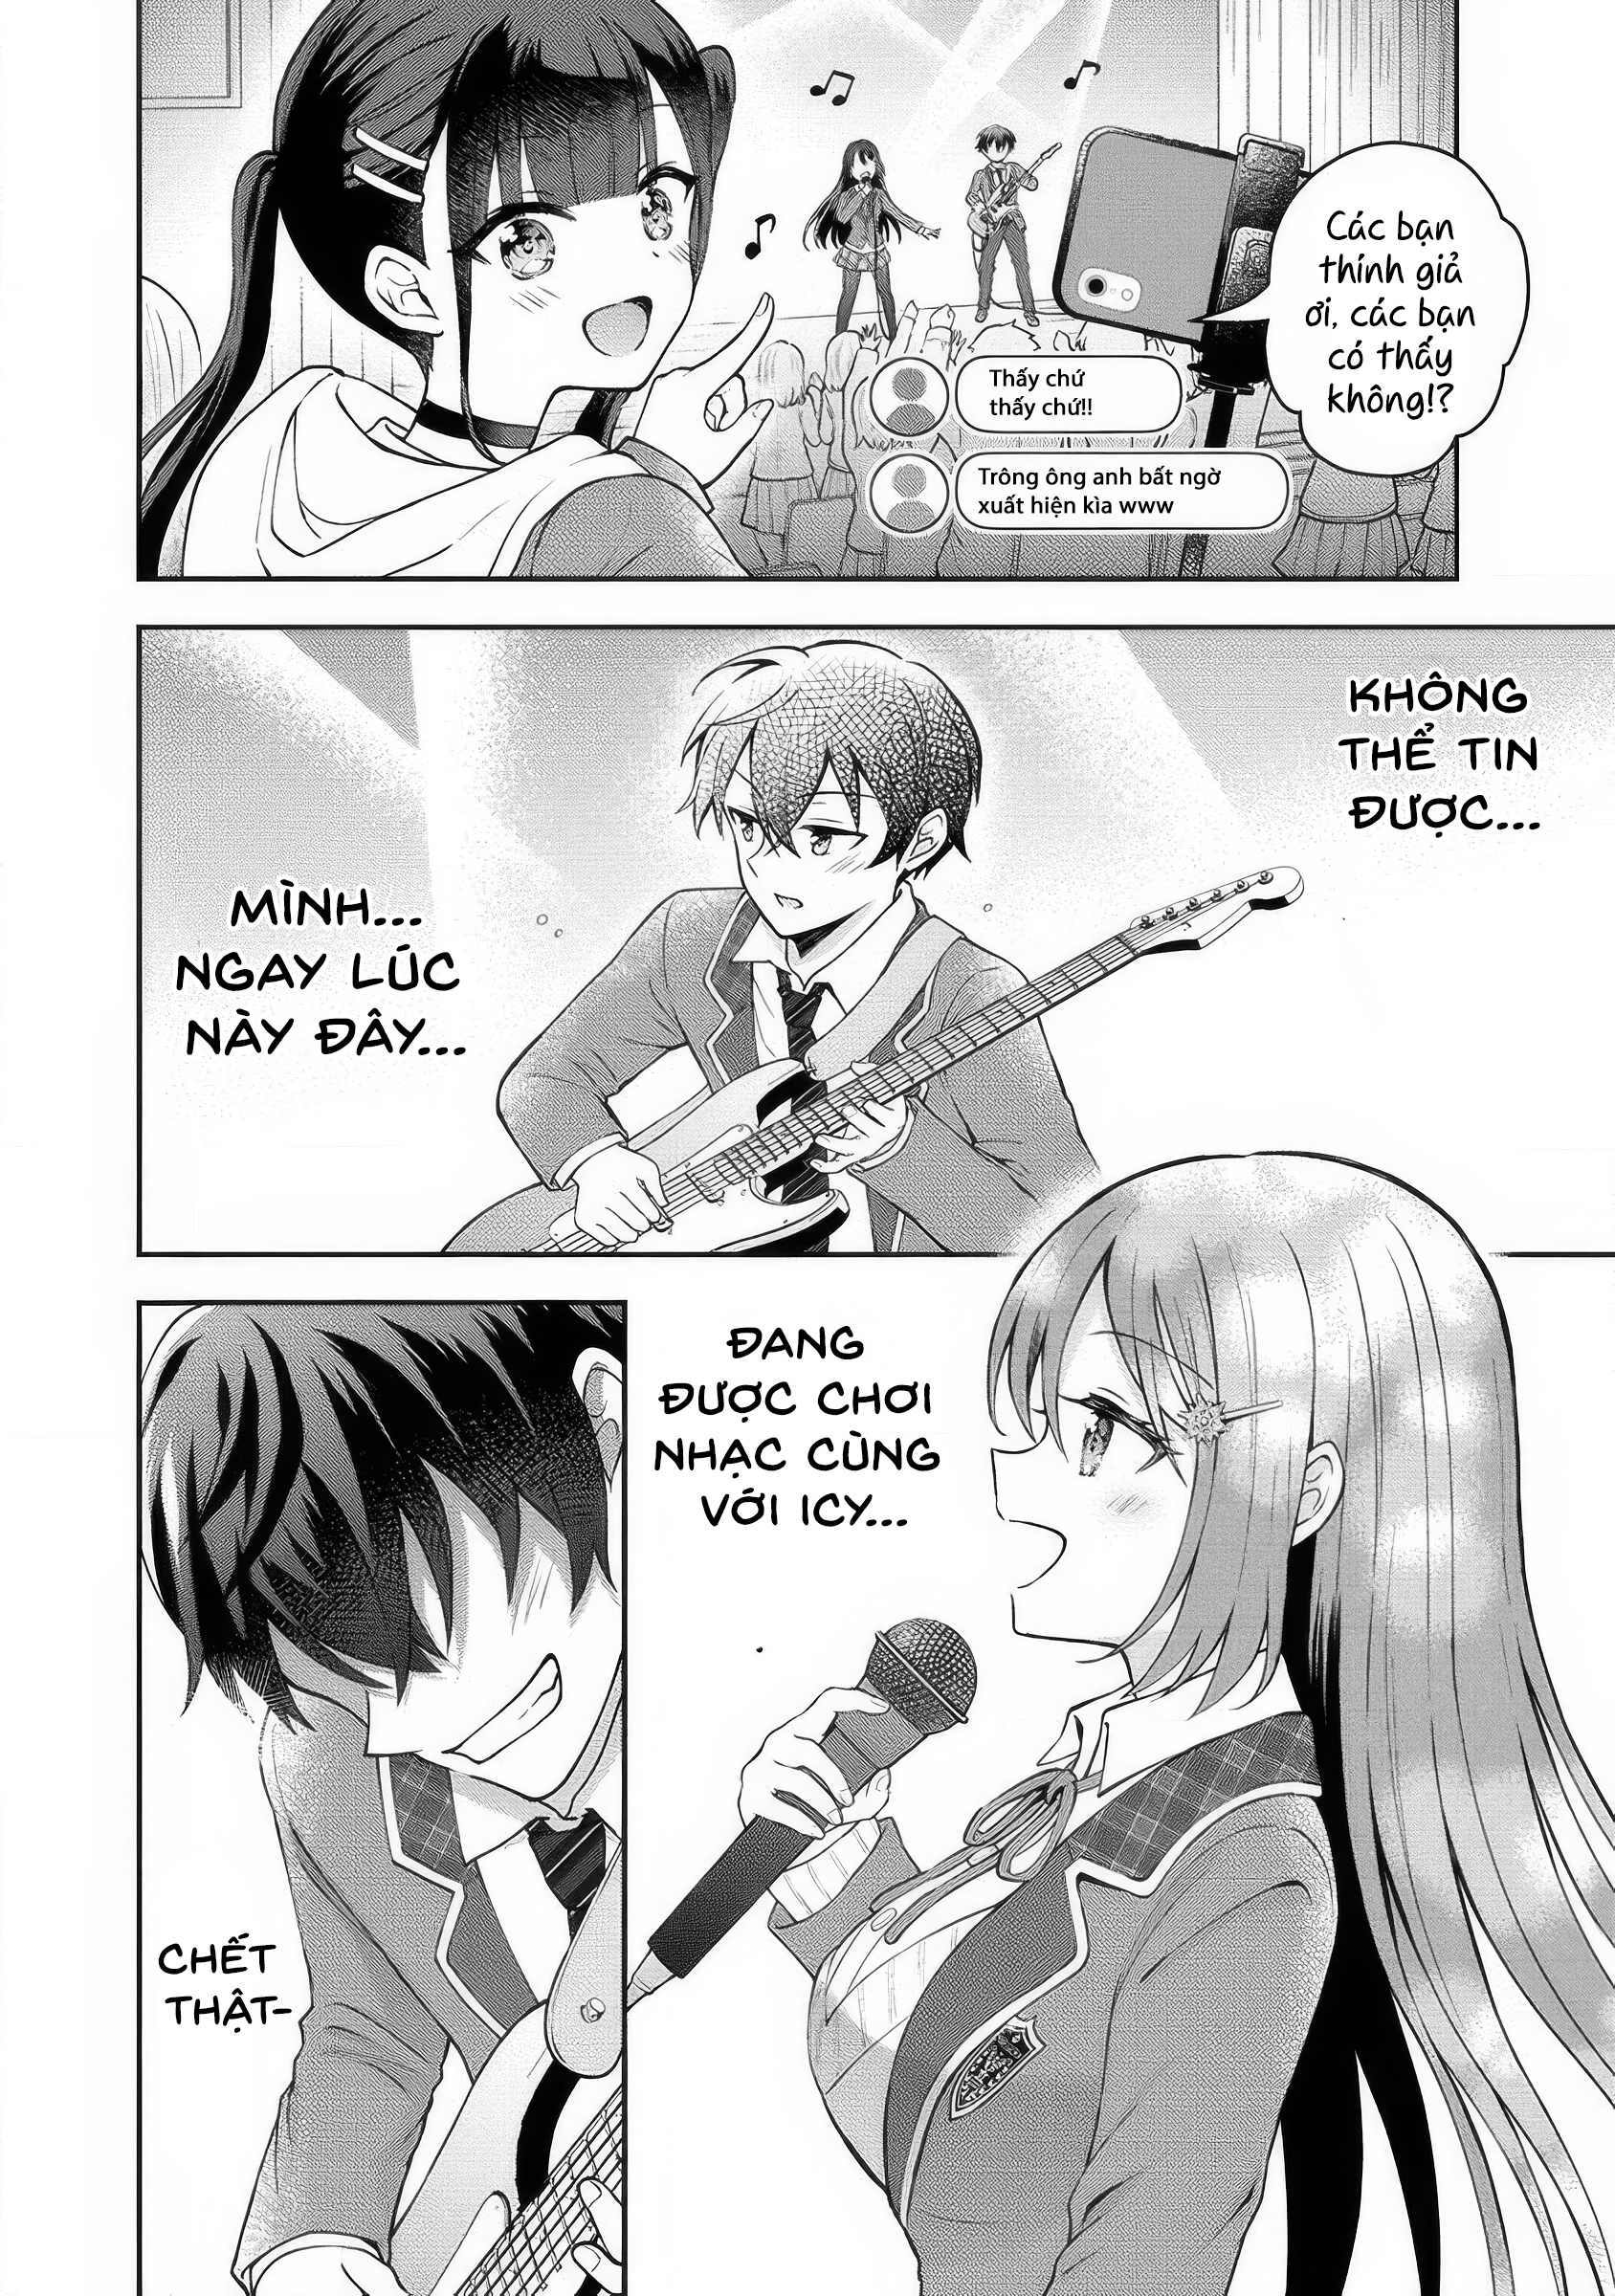 Các bạn
thính giả
ơi, các bạn
có thấy
không!?
Thấy chứ
thấy chứ!!
Trông ông anh bất ngờ
xuất hiện kìa www
KHÔNG
THỂ TIN
ĐƯỢC...
MÌNH...
NGAY LÚC
NÀY ĐÂY...
ĐANG
ĐƯỢC CHƠI
NHẠC CÙNG
VỚI ICY...
CHẾT
THẬT-